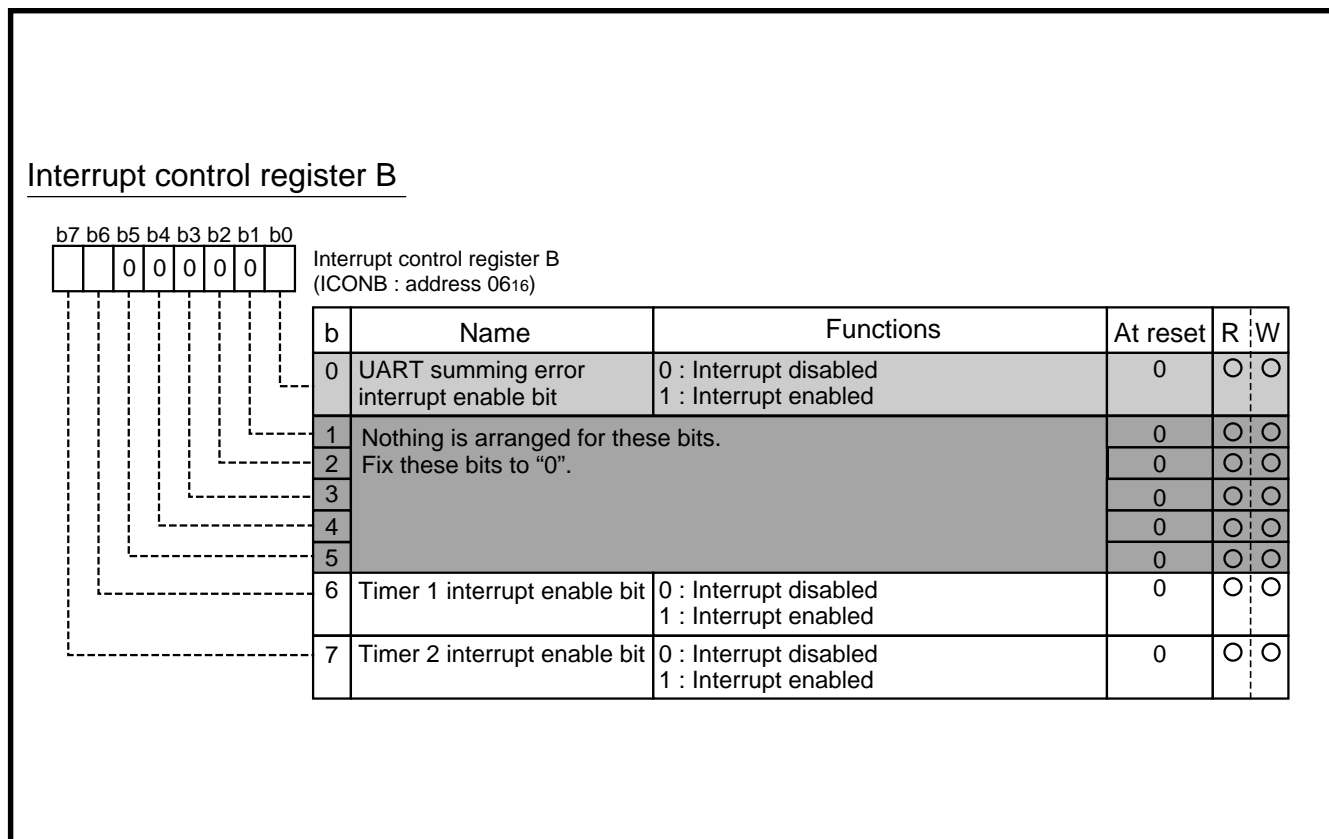 Interrupt control register B
b7 b6 b5 b4 b3 b2 b1 b0
0 0 0 0 0
Interrupt control register B
(ICONB : address 0616)
b Name Functions At reset R W
0 UART summing error interrupt enable bit 0 : Interrupt disabled 0 O O
1 : Interrupt enabled
1 Nothing is arranged for these bits. 0 O O
2 Fix these bits to “0”. 0 O O
3 0 O O
4 0 O O
5 0 O O
6 Timer 1 interrupt enable bit 0 : Interrupt disabled 0 O O
1 : Interrupt enabled
7 Timer 2 interrupt enable bit 0 : Interrupt disabled 0 O O
1 : Interrupt enabled